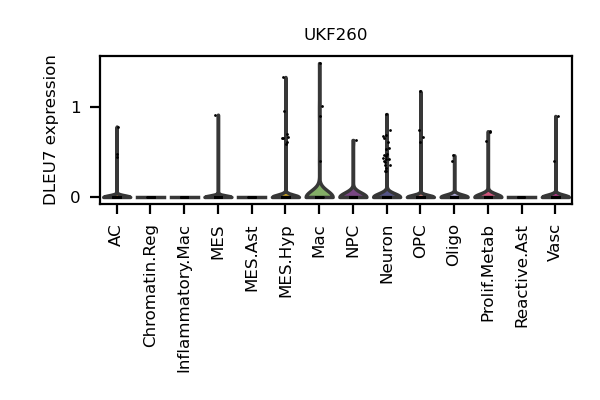 UKF260
DLEU7 expression
1
0
AC
Chromatin.Reg
Inflammatory.Mac
MES
MES.Ast
MES.Hyp
Mac
NPC
Neuron
OPC
Oligo
Prolif.Metab
Reactive.Ast
Vasc